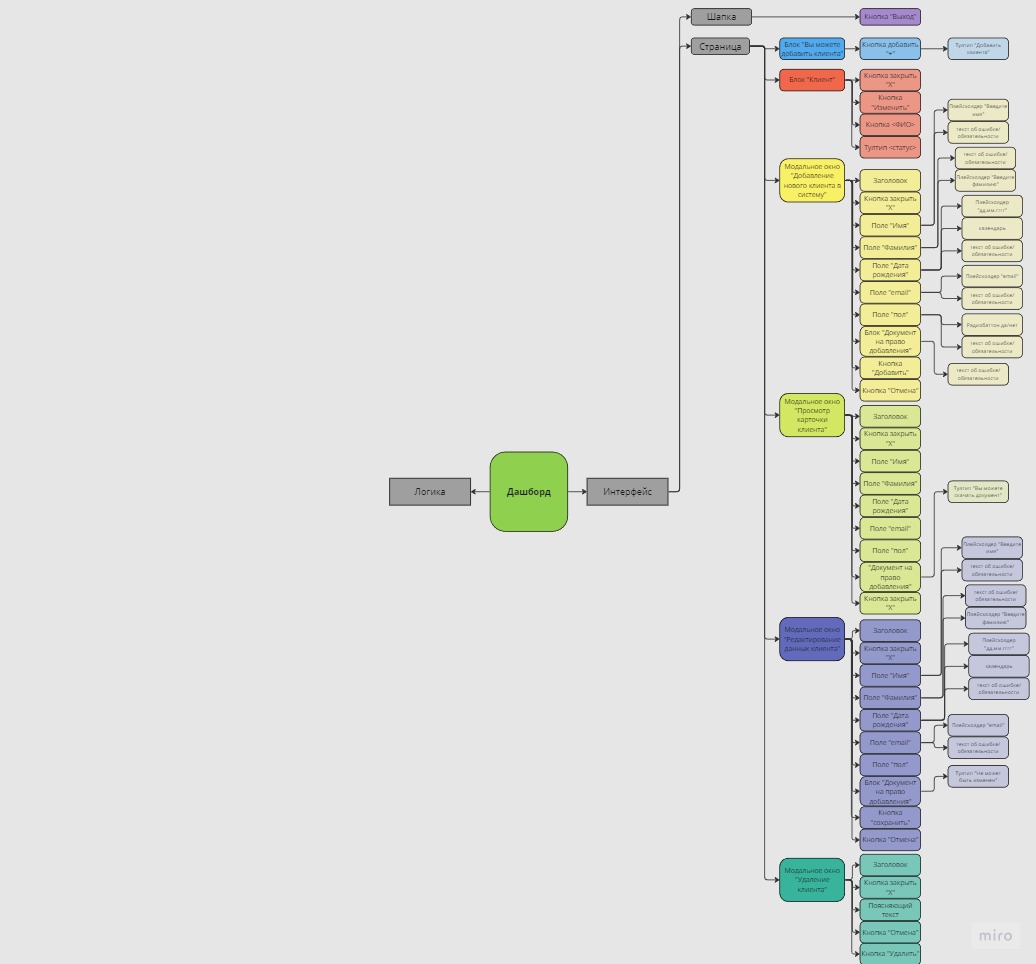 Шапка
Кнопка "Выход"
Страница
Блок "Вы можете
добавить клиента"
Кнопка добавить
"+"
Тултип "Добавить
клиента"
Блок "Клиент"
Кнопка закрыть
"X"
Кнопка
"Изменить"
Кнопка <ФИО>
Тултип <статус>
Модальное окно
"Добавление
нового клиента в
систему"
Заголовок
Кнопка закрыть
"X"
Поле "Имя"
Плейсхолдер "Введите
имя"
текст об ошибке/
обязательности
Поле "Фамилия"
текст об ошибке/
обязательности
Плейсхолдер "Введите
фамилию"
Поле "Дата
рождения"
Плейсхолдер
"дд.мм.гггг"
календарь
текст об ошибке/
обязательности
Поле "email"
Плейсхолдер "email"
текст об ошибке/
обязательности
Поле "пол"
Радиобаттон да/нет
текст об ошибке/
обязательности
Блок "Документ
на право
добавления"
текст об ошибке/
обязательности
Кнопка
"Добавить"
Кнопка "Отмена"
Модальное окно
"Просмотр
карточки
клиента"
Заголовок
Кнопка закрыть
"X"
Поле "Имя"
Поле "Фамилия"
Поле "Дата
рождения"
Поле "email"
Поле "пол"
"Документ на
право
добавления"
Тултип "Вы можете
скачать документ"
Кнопка закрыть
"X"
Логика
Дашборд
Интерфейс
Модальное окно
"Редактирование
данных клиента"
Заголовок
Кнопка закрыть
"X"
Поле "Имя"
Плейсхолдер "Введите
имя"
текст об ошибке/
обязательности
Поле "Фамилия"
текст об ошибке/
обязательности
Плейсхолдер "Введите
фамилию"
Поле "Дата
рождения"
Плейсхолдер
"дд.мм.гггг"
календарь
текст об ошибке/
обязательности
Поле "email"
Плейсхолдер "email"
текст об ошибке/
обязательности
Поле "пол"
Блок "Документ
на право
добавления"
Тултип "Не может
быть изменен"
Кнопка
"сохранить"
Кнопка "Отмена"
Модальное окно
"Удаление
клиента"
Заголовок
Кнопка закрыть
"X"
Поясняющий
текст
Кнопка "Отмена"
Кнопка "Удалить"
miro